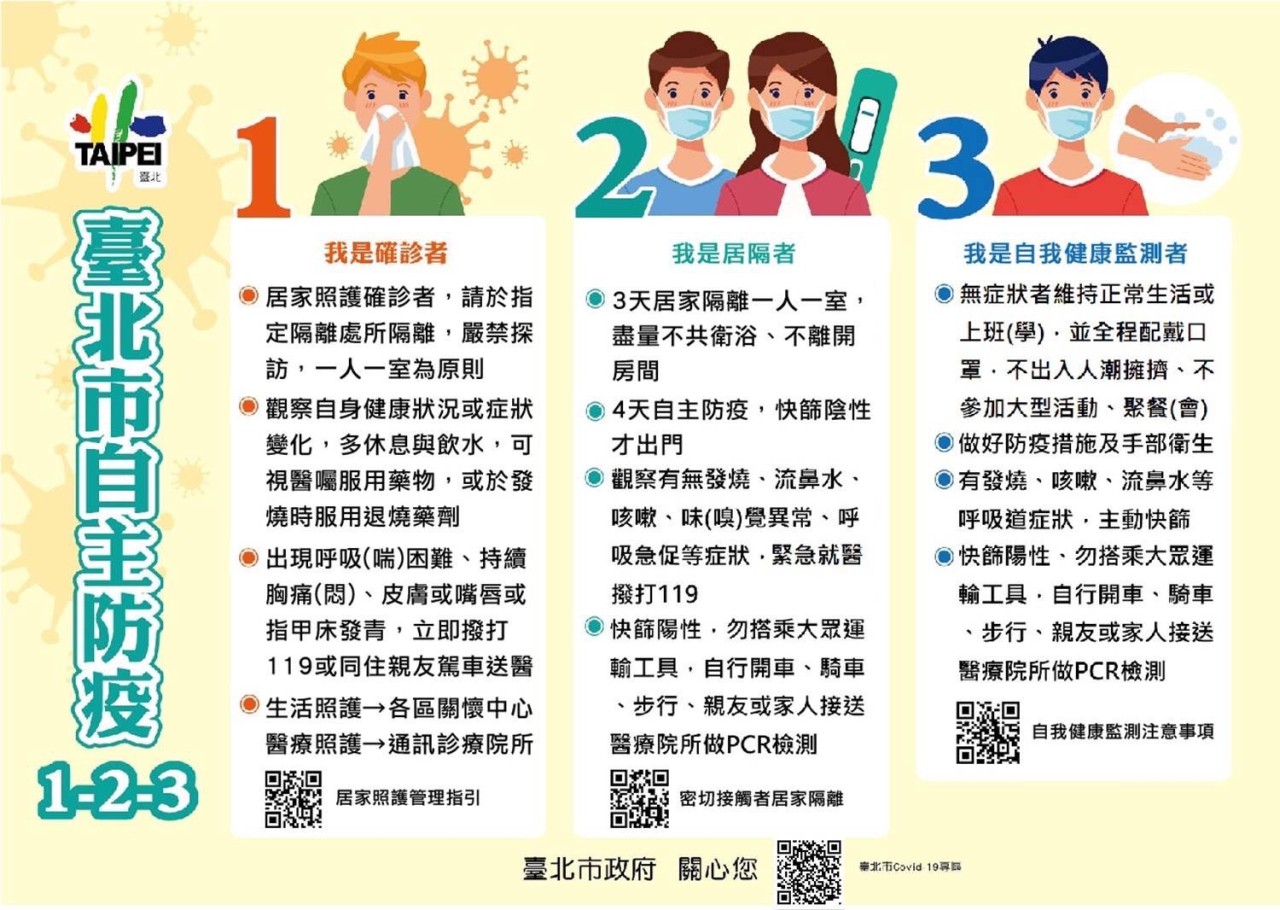 TAIPEI
臺北
臺北市自主防疫
1-2-3
1
我是確診者
居家照護確診者，請於指
定隔離處所隔離，嚴禁探
訪，一人一室為原則
觀察自身健康狀況或症狀
變化，多休息與飲水，可
視醫囑服用藥物，或於發
燒時服用退燒藥劑
出現呼吸(喘)困難、持續
胸痛(悶)、皮膚或嘴唇或
指甲床發青，立即撥打
119或同住親友駕車送醫
生活照護→各區關懷中心
醫療照護→通訊診療院所
居家照護管理指引
2
我是居隔者
3天居家隔離一人一室，
盡量不共衛浴、不離開
房間
4天自主防疫，快篩陰性
才出門
觀察有無發燒、流鼻水、
咳嗽、味(嗅)覺異常、呼
吸急促等症狀，緊急就醫
撥打119
快篩陽性，勿搭乘大眾運
輸工具，自行開車、騎車
、步行、親友或家人接送
醫療院所做PCR檢測
密切接觸者居家隔離
3
我是自我健康監測者
無症狀者維持正常生活或
上班(學)，並全程配戴口
罩，不出入人潮擁擠、不
參加大型活動、聚餐(會)
做好防疫措施及手部衛生
有發燒、咳嗽、流鼻水等
呼吸道症狀，主動快篩
快篩陽性、勿搭乘大眾運
輸工具，自行開車、騎車
、步行、親友或家人接送
醫療院所做PCR檢測
自我健康監測注意事項
臺北市政府 關心您
臺北市Covid-19專區